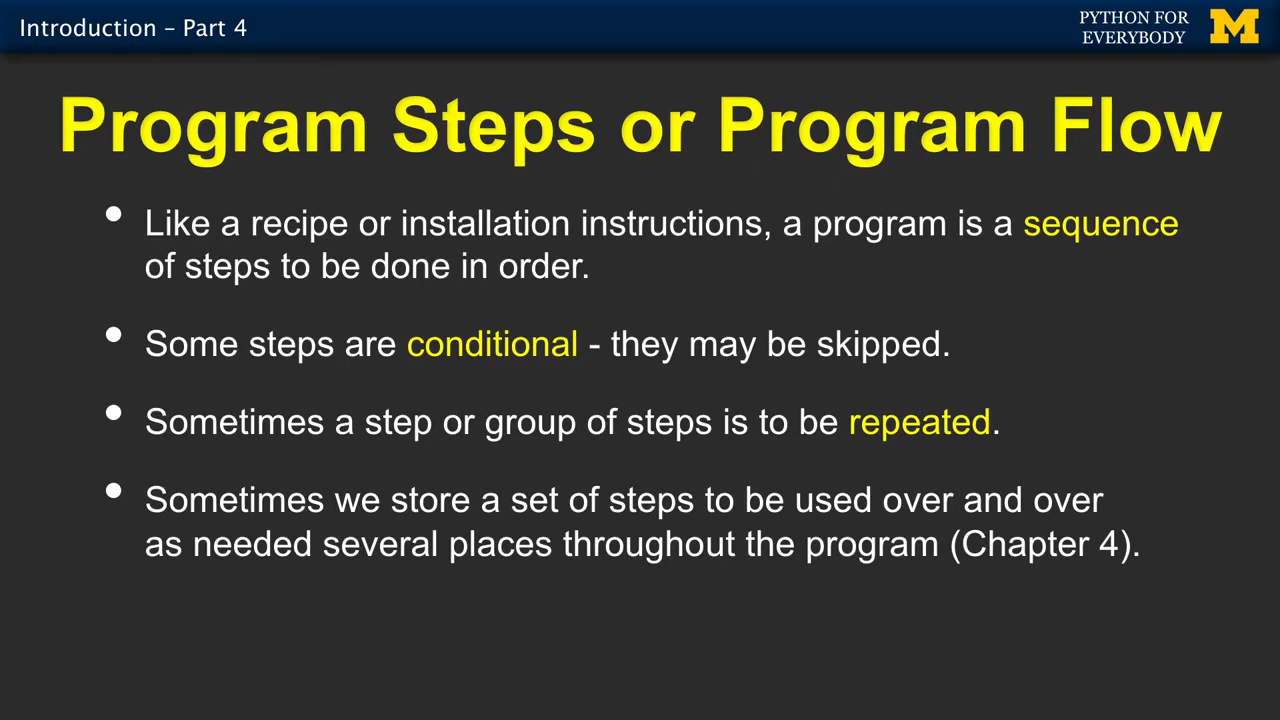 Introduction – Part 4
PYTHON FOR
EVERYBODY
M
Program Steps or Program Flow
• Like a recipe or installation instructions, a program is a sequence
of steps to be done in order.
• Some steps are conditional - they may be skipped.
• Sometimes a step or group of steps is to be repeated.
• Sometimes we store a set of steps to be used over and over
as needed several places throughout the program (Chapter 4).